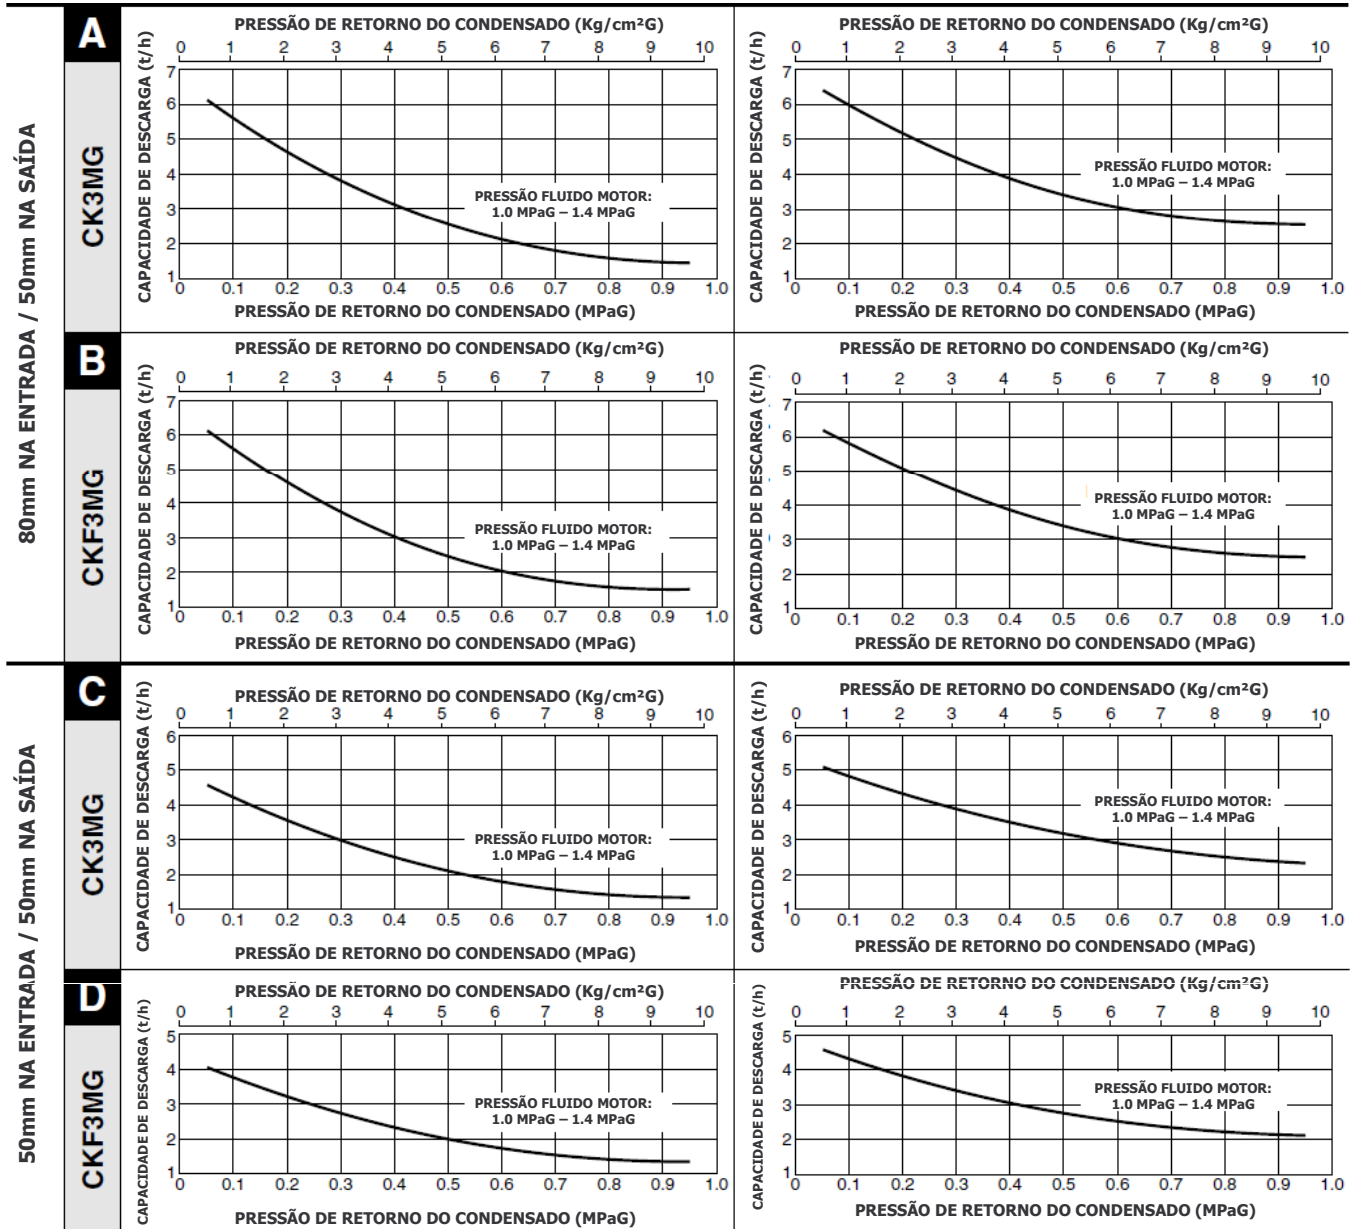 80mm NA ENTRADA / 50mm NA SAÍDA
A
CK3MG
PRESSÃO DE RETORNO DO CONDENSADO (Kg/cm²G)
0 1 2 3 4 5 6 7 8 9 10
CAPACIDADE DE DESCARGA (t/h)
7
6
5
4
3
2
1
PRESSÃO FLUIDO MOTOR:
1.0 MPaG – 1.4 MPaG
0 0.1 0.2 0.3 0.4 0.5 0.6 0.7 0.8 0.9 1.0
PRESSÃO DE RETORNO DO CONDENSADO (MPaG)
PRESSÃO DE RETORNO DO CONDENSADO (Kg/cm²G)
0 1 2 3 4 5 6 7 8 9 10
CAPACIDADE DE DESCARGA (t/h)
7
6
5
4
3
2
1
PRESSÃO FLUIDO MOTOR:
1.0 MPaG – 1.4 MPaG
0 0.1 0.2 0.3 0.4 0.5 0.6 0.7 0.8 0.9 1.0
PRESSÃO DE RETORNO DO CONDENSADO (MPaG)
B
CKF3MG
PRESSÃO DE RETORNO DO CONDENSADO (Kg/cm²G)
0 1 2 3 4 5 6 7 8 9 10
CAPACIDADE DE DESCARGA (t/h)
7
6
5
4
3
2
1
PRESSÃO FLUIDO MOTOR:
1.0 MPaG – 1.4 MPaG
0 0.1 0.2 0.3 0.4 0.5 0.6 0.7 0.8 0.9 1.0
PRESSÃO DE RETORNO DO CONDENSADO (MPaG)
PRESSÃO DE RETORNO DO CONDENSADO (Kg/cm²G)
0 1 2 3 4 5 6 7 8 9 10
CAPACIDADE DE DESCARGA (t/h)
7
6
5
4
3
2
1
PRESSÃO FLUIDO MOTOR:
1.0 MPaG – 1.4 MPaG
0 0.1 0.2 0.3 0.4 0.5 0.6 0.7 0.8 0.9 1.0
PRESSÃO DE RETORNO DO CONDENSADO (MPaG)
50mm NA ENTRADA / 50mm NA SAÍDA
C
CK3MG
PRESSÃO DE RETORNO DO CONDENSADO (Kg/cm²G)
0 1 2 3 4 5 6 7 8 9 10
CAPACIDADE DE DESCARGA (t/h)
6
5
4
3
2
1
PRESSÃO FLUIDO MOTOR:
1.0 MPaG – 1.4 MPaG
0 0.1 0.2 0.3 0.4 0.5 0.6 0.7 0.8 0.9 1.0
PRESSÃO DE RETORNO DO CONDENSADO (MPaG)
PRESSÃO DE RETORNO DO CONDENSADO (Kg/cm²G)
0 1 2 3 4 5 6 7 8 9 10
CAPACIDADE DE DESCARGA (t/h)
6
5
4
3
2
1
PRESSÃO FLUIDO MOTOR:
1.0 MPaG – 1.4 MPaG
0 0.1 0.2 0.3 0.4 0.5 0.6 0.7 0.8 0.9 1.0
PRESSÃO DE RETORNO DO CONDENSADO (MPaG)
D
CKF3MG
PRESSÃO DE RETORNO DO CONDENSADO (Kg/cm²G)
0 1 2 3 4 5 6 7 8 9 10
CAPACIDAD DE DESCARGA (t/h)
5
4
3
2
1
PRESSÃO FLUIDO MOTOR:
1.0 MPaG – 1.4 MPaG
0 0.1 0.2 0.3 0.4 0.5 0.6 0.7 0.8 0.9 1.0
PRESSÃO DE RETORNO DO CONDENSADO (MPaG)
PRESSÃO DE RETORNO DO CONDENSADO (Kg/cm²G)
0 1 2 3 4 5 6 7 8 9 10
CAPACIDADE DE DESCARGA (t/h)
5
4
3
2
1
PRESSÃO FLUIDO MOTOR:
1.0 MPaG – 1.4 MPaG
0 0.1 0.2 0.3 0.4 0.5 0.6 0.7 0.8 0.9 1.0
PRESSÃO DE RETORNO DO CONDENSADO (MPaG)